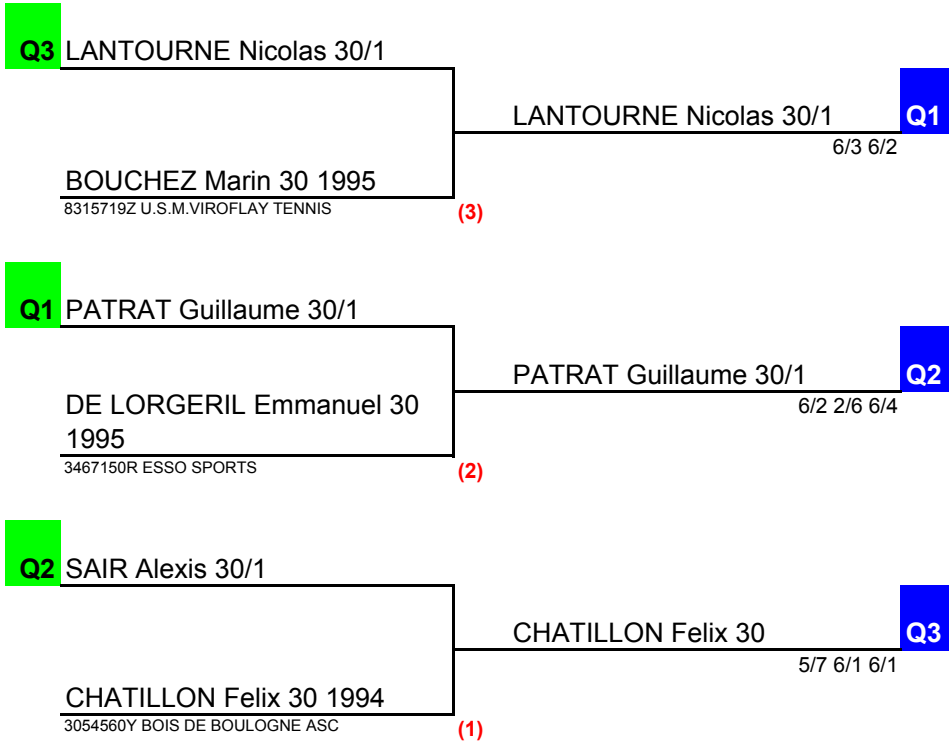 Q3 LANTOURNE Nicolas 30/1
LANTOURNE Nicolas 30/1 Q1
6/3 6/2
BOUCHEZ Marin 30 1995
8315719Z U.S.M.VIROFLAY TENNIS
(3)
Q1 PATRAT Guillaume 30/1
PATRAT Guillaume 30/1 Q2
6/2 2/6 6/4
DE LORGERIL Emmanuel 30
1995
3467150R ESSO SPORTS
(2)
Q2 SAIR Alexis 30/1
CHATILLON Felix 30 Q3
5/7 6/1 6/1
CHATILLON Felix 30 1994
3054560Y BOIS DE BOULOGNE ASC
(1)